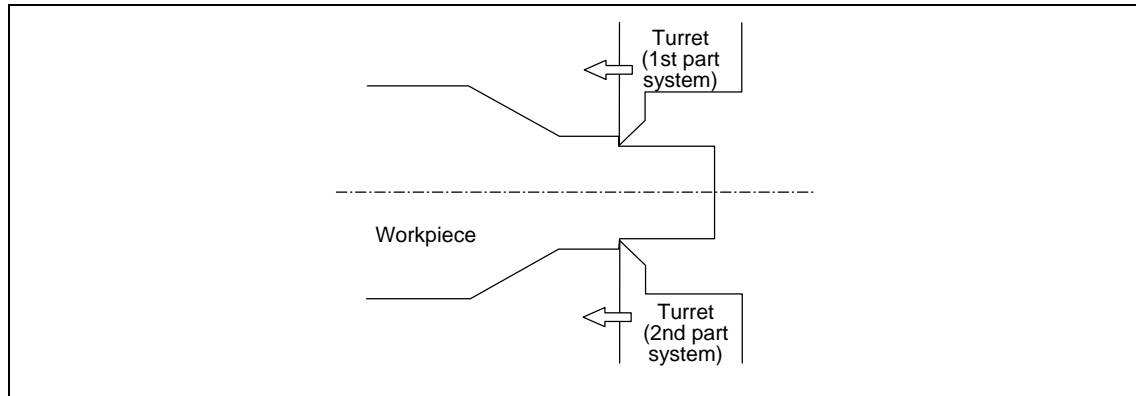 Turret
(1st part
system)
Workpiece
Turret
(2nd part
system)